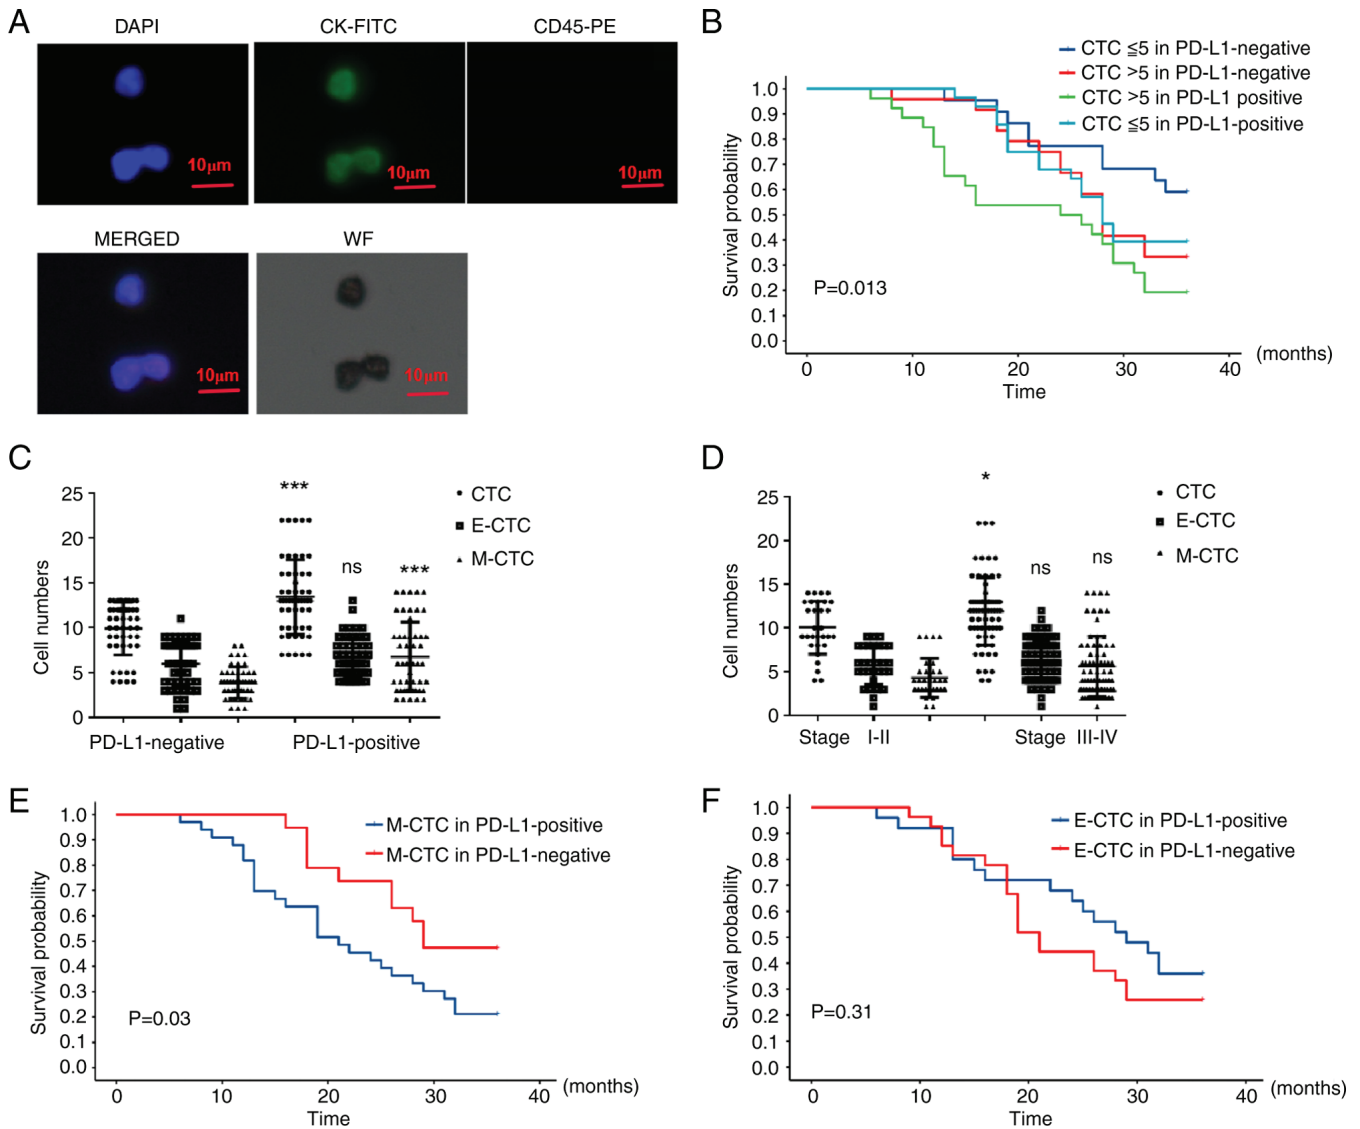 A
DAPI
CK-FITC
CD45-PE
10μm
10μm
10μm
MERGED
WF
10μm
10μm
B
CTC ≦5 in PD-L1-negative
CTC >5 in PD-L1-negative
CTC >5 in PD-L1 positive
CTC ≦5 in PD-L1-positive
Survival probability
1.0
0.9
0.8
0.7
0.6
0.5
0.4
0.3
0.2
0.1
0.0
P=0.013
0 10 20 30 40
(months)
Time
C
Cell numbers
25
20
15
10
5
0
***
ns
***
CTC
E-CTC
M-CTC
PD-L1-negative
PD-L1-positive
D
Cell numbers
25
20
15
10
5
0
*
ns
ns
CTC
E-CTC
M-CTC
Stage I-II
Stage III-IV
E
Survival probability
1.0
0.9
0.8
0.7
0.6
0.5
0.4
0.3
0.2
0.1
0.0
M-CTC in PD-L1-positive
M-CTC in PD-L1-negative
P=0.03
0 10 20 30 40
(months)
Time
F
Survival probability
1.0
0.9
0.8
0.7
0.6
0.5
0.4
0.3
0.2
0.1
0.0
E-CTC in PD-L1-positive
E-CTC in PD-L1-negative
P=0.31
0 10 20 30 40
(months)
Time